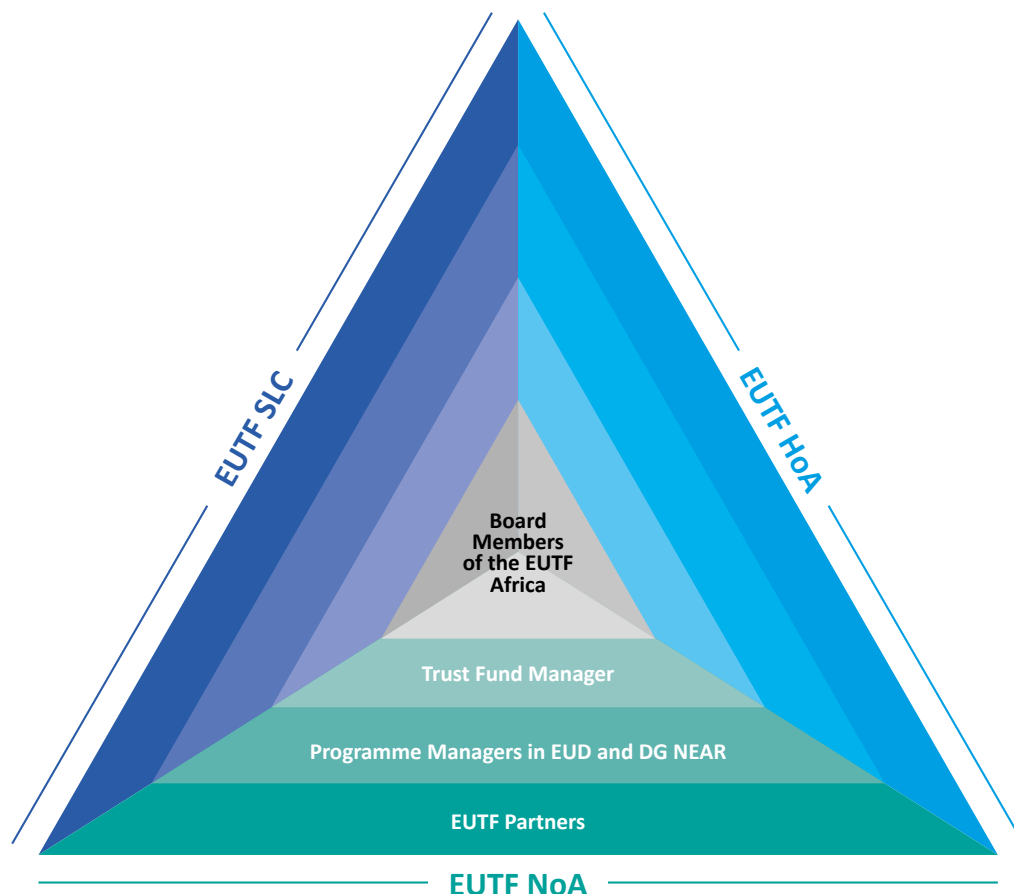 EUTF SLC
EUTF HoA
Board
Members
of the EUTF
Africa
Trust Fund Manager
Programme Managers in EUD and DG NEAR
EUTF Partners
EUTF NoA